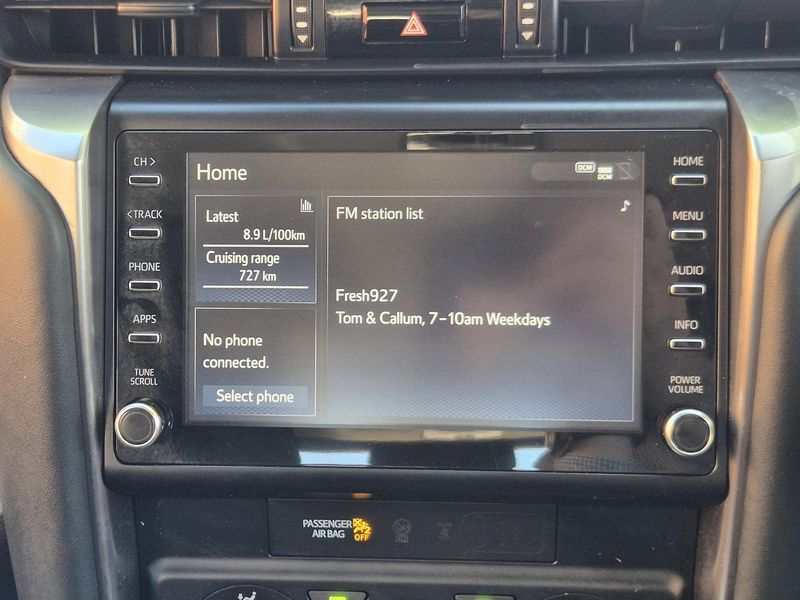 CH >
< TRACK
PHONE
APPS
TUNE
SCROLL
Home
DCM
DCM
Latest
8.9 L/100km
Cruising range
727 km
No phone
connected.
Select phone
FM station list
Fresh927
Tom & Callum, 7-10am Weekdays
HOME
MENU
AUDIO
INFO
POWER
VOLUME
PASSENGER
AIR BAG
2
OFF